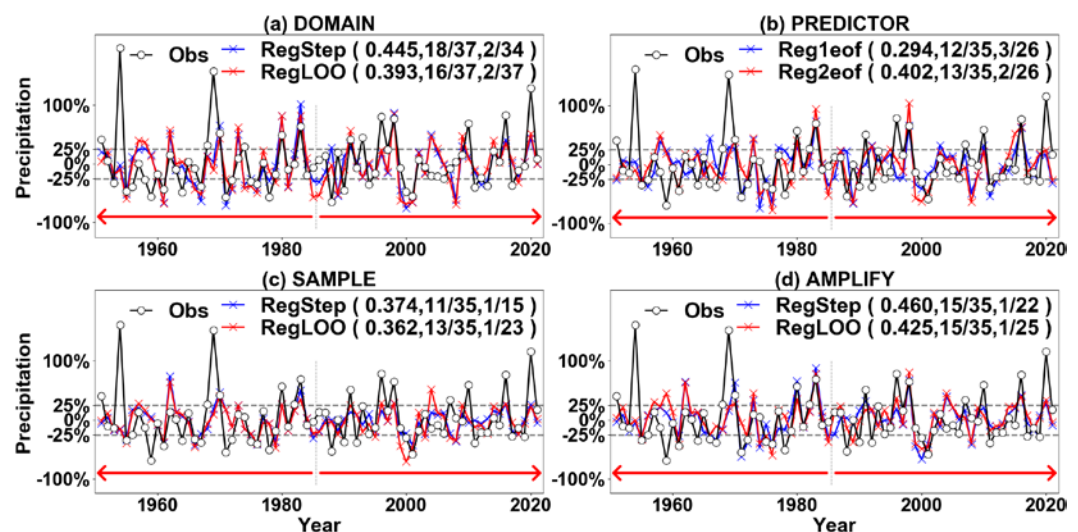 (a) DOMAIN
Obs
RegStep ( 0.445,18/37,2/34 )
RegLOO ( 0.393,16/37,2/37 )
Precipitation
100%
25%
0%
-25%
-100%
1960
1980
2000
2020
(b) PREDICTOR
Obs
Reg1eof ( 0.294,12/35,3/26 )
Reg2eof ( 0.402,13/35,2/26 )
Precipitation
100%
25%
0%
-25%
-100%
1960
1980
2000
2020
(c) SAMPLE
Obs
RegStep ( 0.374,11/35,1/15 )
RegLOO ( 0.362,13/35,1/23 )
Precipitation
100%
25%
0%
-25%
-100%
1960
1980
2000
2020
Year
(d) AMPLIFY
Obs
RegStep ( 0.460,15/35,1/22 )
RegLOO ( 0.425,15/35,1/25 )
Precipitation
100%
25%
0%
-25%
-100%
1960
1980
2000
2020
Year